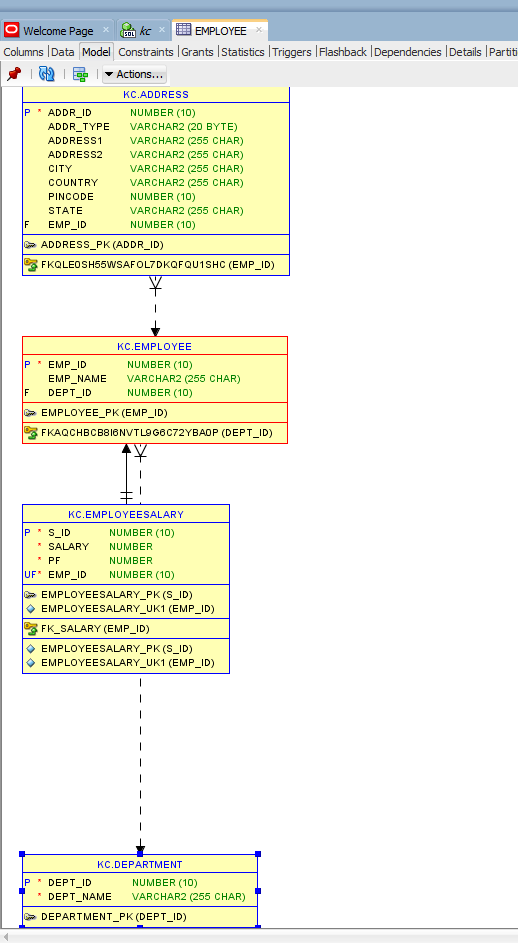 Welcome Page × kc × EMPLOYEE ×
Columns Data Model Constraints Grants Statistics Triggers Flashback Dependencies Details Partiti
Actions...
KC.ADDRESS
P * ADDR_ID NUMBER (10)
ADDR_TYPE VARCHAR2 (20 BYTE)
ADDRESS1 VARCHAR2 (255 CHAR)
ADDRESS2 VARCHAR2 (255 CHAR)
CITY VARCHAR2 (255 CHAR)
COUNTRY VARCHAR2 (255 CHAR)
PINCODE NUMBER (10)
STATE VARCHAR2 (255 CHAR)
F EMP_ID NUMBER (10)
ADDRESS_PK (ADDR_ID)
FKQLE0SH55WSAFOL7DKQFQU1SHC (EMP_ID)
KC.EMPLOYEE
P * EMP_ID NUMBER (10)
EMP_NAME VARCHAR2 (255 CHAR)
F DEPT_ID NUMBER (10)
EMPLOYEE_PK (EMP_ID)
FKAQCHBCB8I6NVTL9G6C72YBA0P (DEPT_ID)
KC.EMPLOYEESALARY
P * S_ID NUMBER (10)
* SALARY NUMBER
* PF NUMBER
UF* EMP_ID NUMBER (10)
EMPLOYEESALARY_PK (S_ID)
EMPLOYEESALARY_UK1 (EMP_ID)
FK_SALARY (EMP_ID)
EMPLOYEESALARY_PK (S_ID)
EMPLOYEESALARY_UK1 (EMP_ID)
KC.DEPARTMENT
P * DEPT_ID NUMBER (10)
* DEPT_NAME VARCHAR2 (255 CHAR)
DEPARTMENT_PK (DEPT_ID)